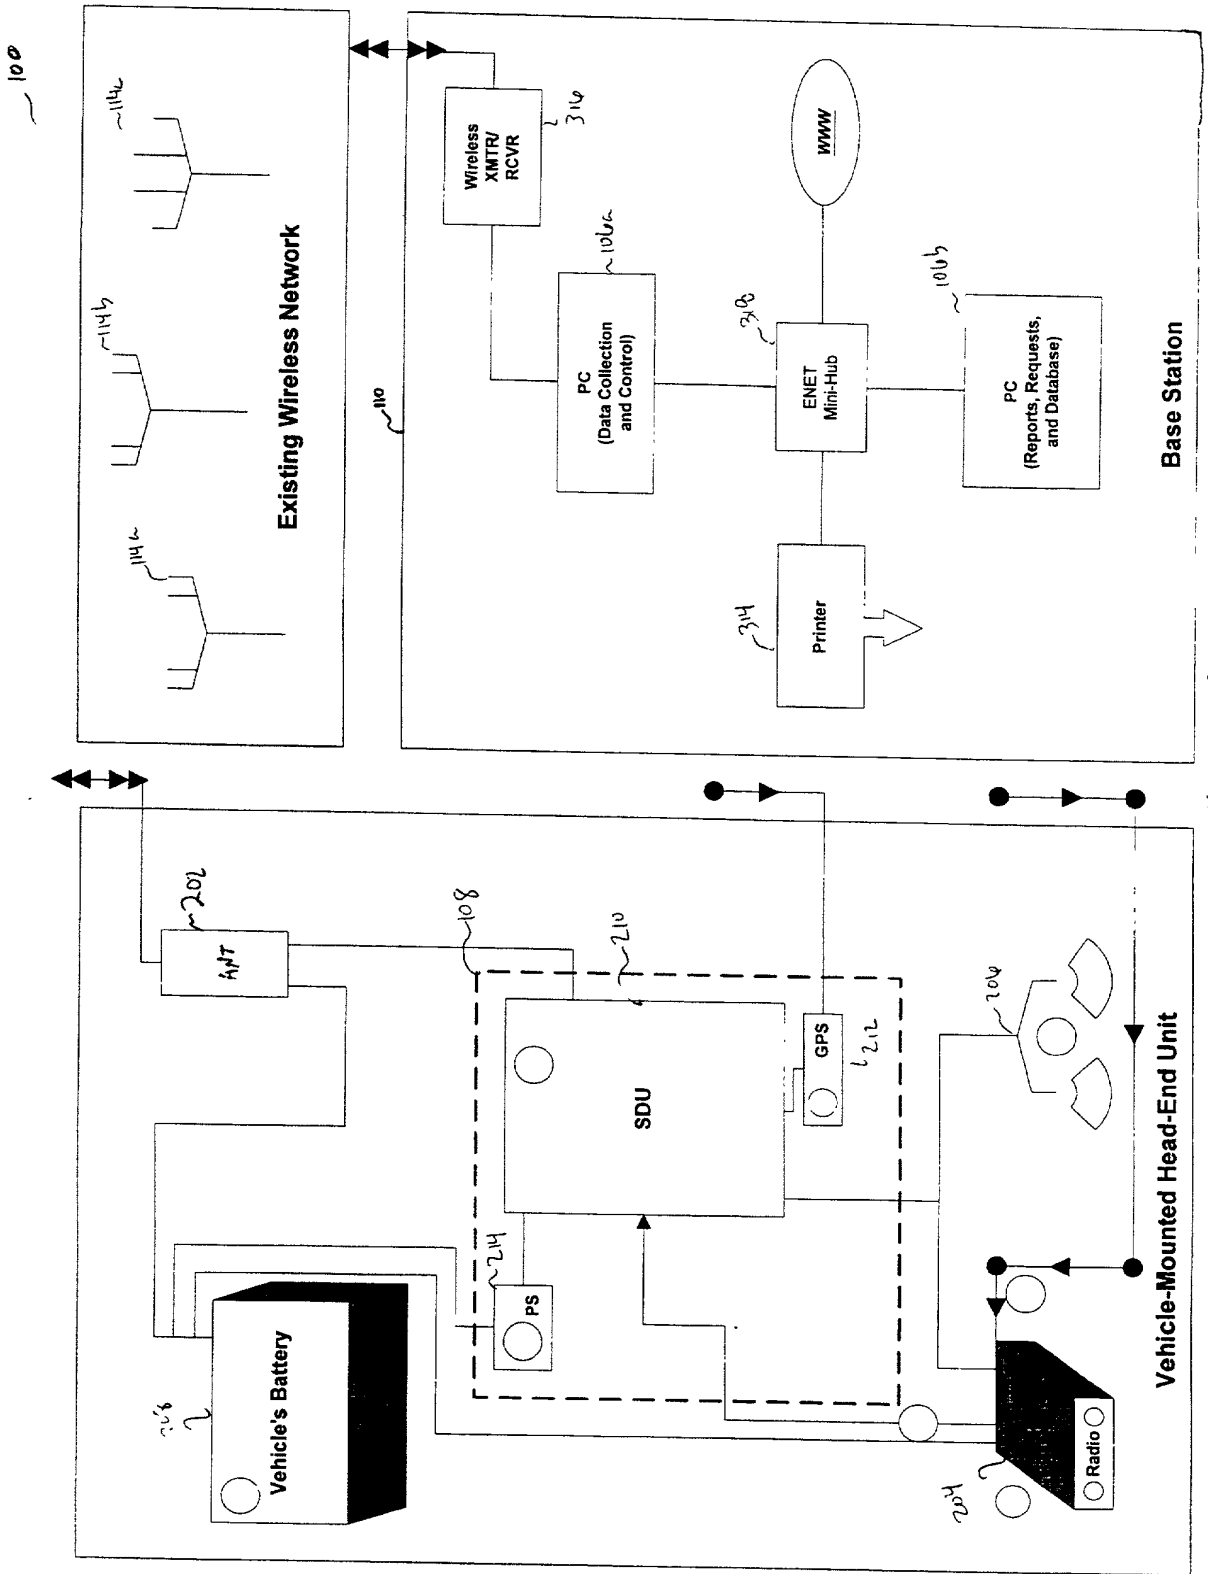 100
114a
114b
114c
Existing Wireless Network
110
Wireless
XMTR/
RCVR
316
PC
(Data Collection
and Control)
106a
ENET
Mini-Hub
WWW
Printer
314
PC
(Reports, Requests,
and Database)
106b
Base Station
ANT
202
108
SDU
210
GPS
212
PS
214
Vehicle's Battery
206
Radio
204
Vehicle-Mounted Head-End Unit